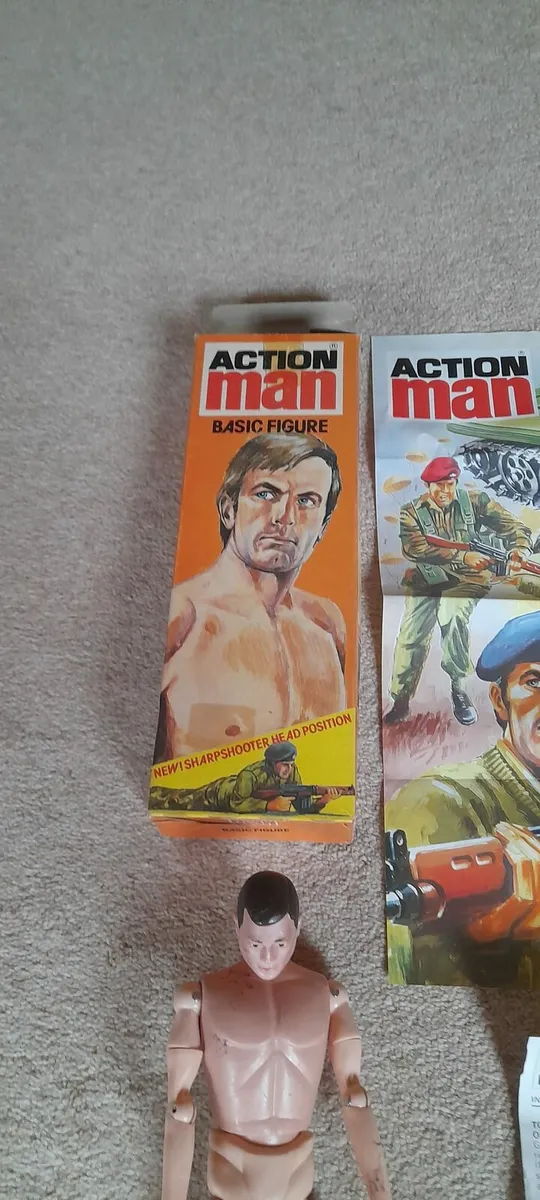 ACTION
man
BASIC FIGURE
NEW! SHARPSHOOTER HEAD POSITION
BASIC FIGURE
ACTION
man